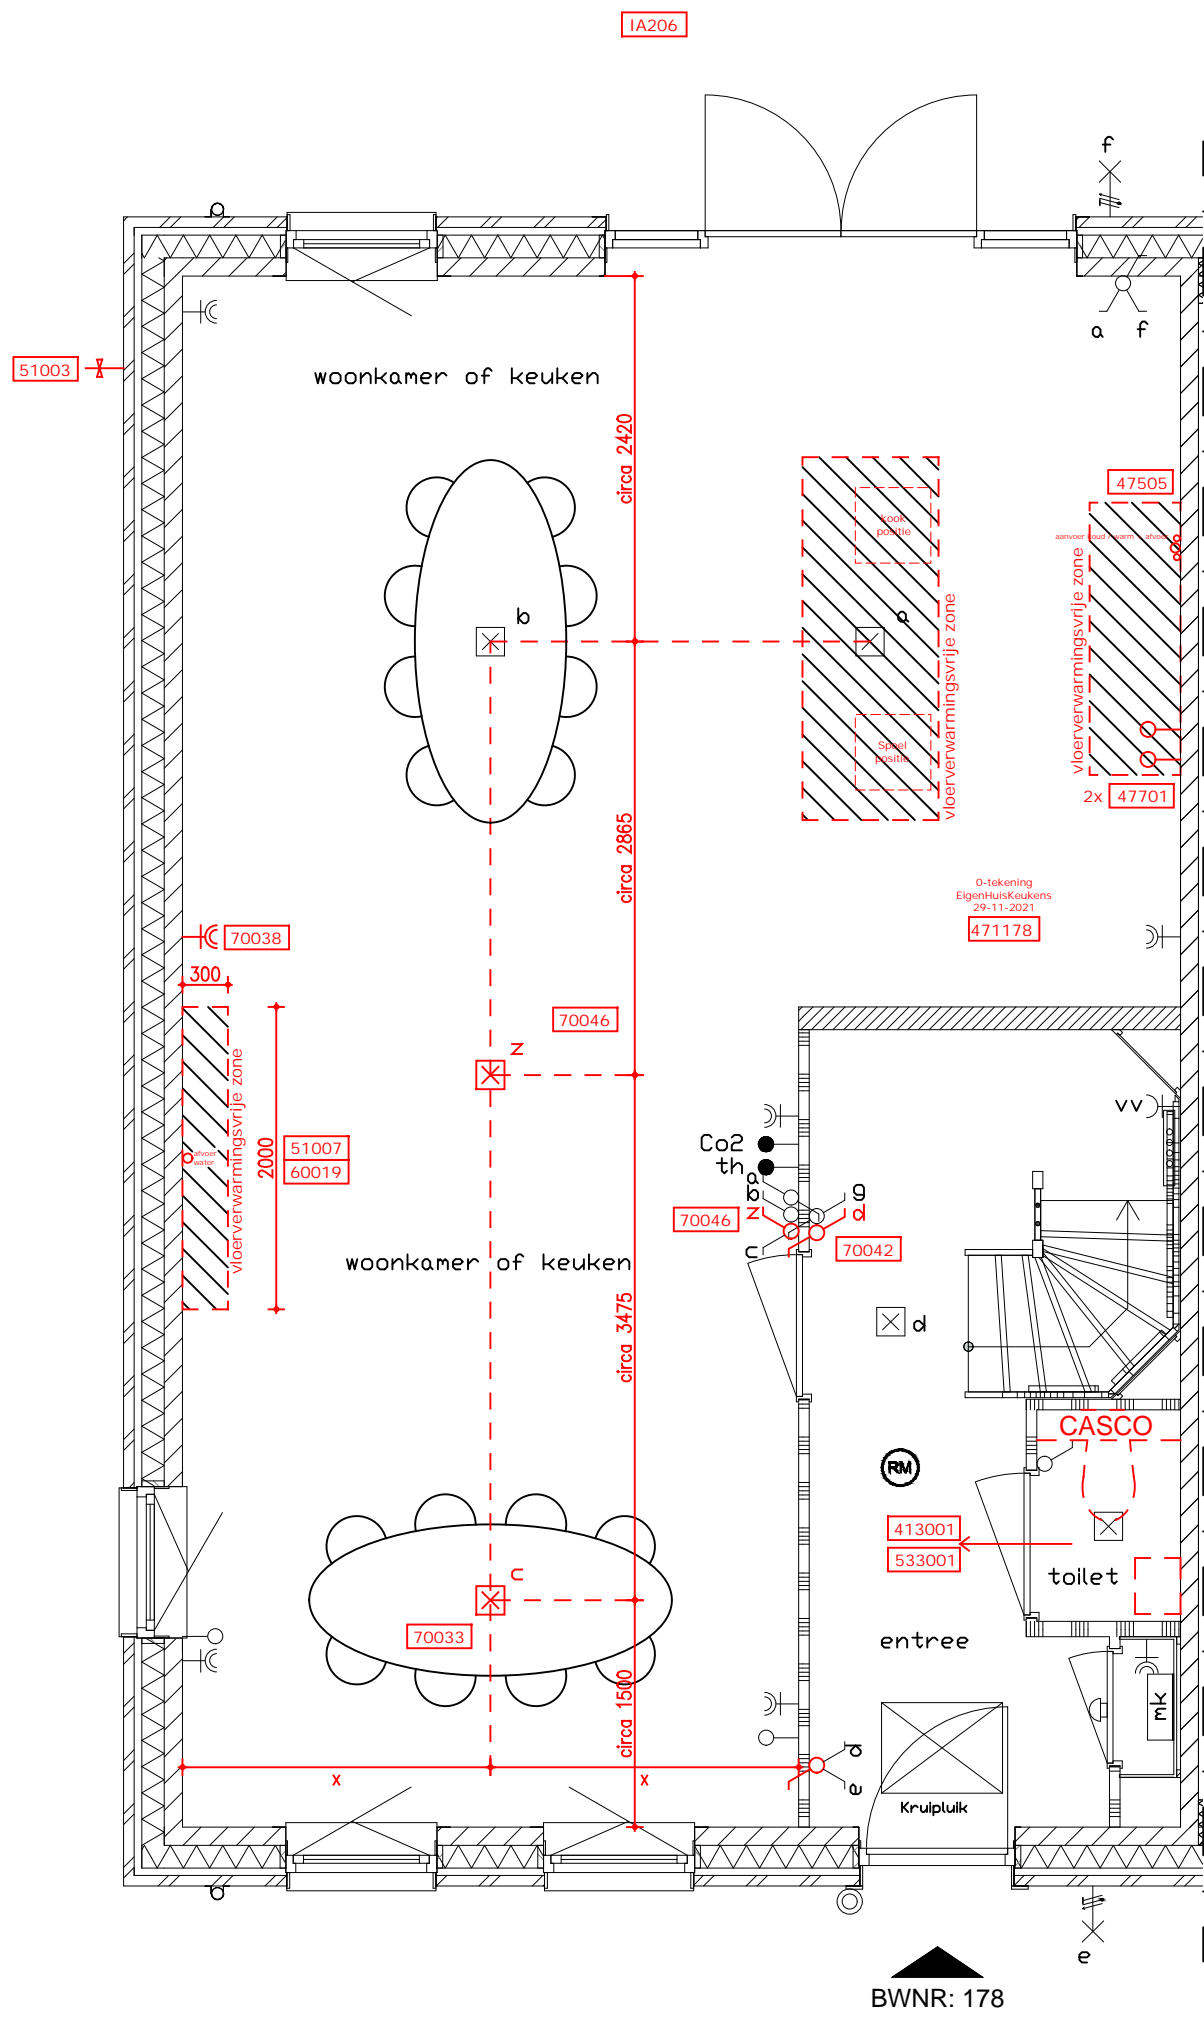 IA206
f
a f
51003
woonkamer of keuken
circa 2420
47505
kook
positie
aanvoer koud / warm + afvoer
vloerverwarmingsvrije zone
b
a
vloerverwarmingsvrije zone
Spoel
positie
2x 47701
circa 2865
0-tekening
EigenHuisKeukens
29-11-2021
471178
70038
300
70046
z
vloerverwarmingsvrije zone
2000
afvoer
water
51007
60019
vv
Co2
th
a
b
z
c
g
d
70046
70042
woonkamer of keuken
circa 3475
d
CASCO
RM
413001
533001
toilet
c
70033
entree
circa 1500
mk
x
x
d
e
Kruipluik
e
BWNR: 178